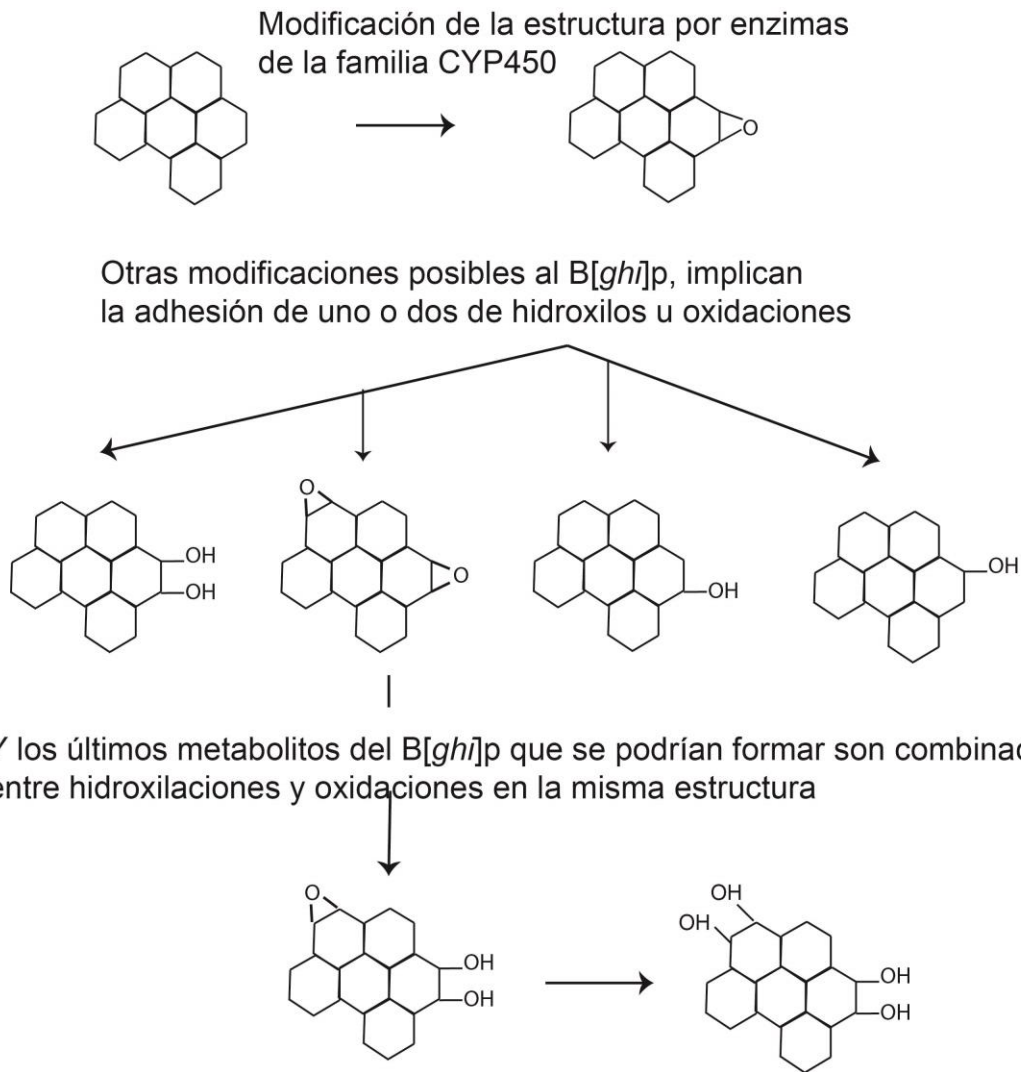 Modificación de la estructura por enzimas
de la familia CYP450
O
Otras modificaciones posibles al B[ghi]p, implican
la adhesión de uno o dos de hidroxilos u oxidaciones
O
OH
OH
O
OH
OH
Y los últimos metabolitos del B[ghi]p que se podrían formar son combinac
entre hidroxilaciones y oxidaciones en la misma estructura
O
OH
OH
OH
OH
OH
OH